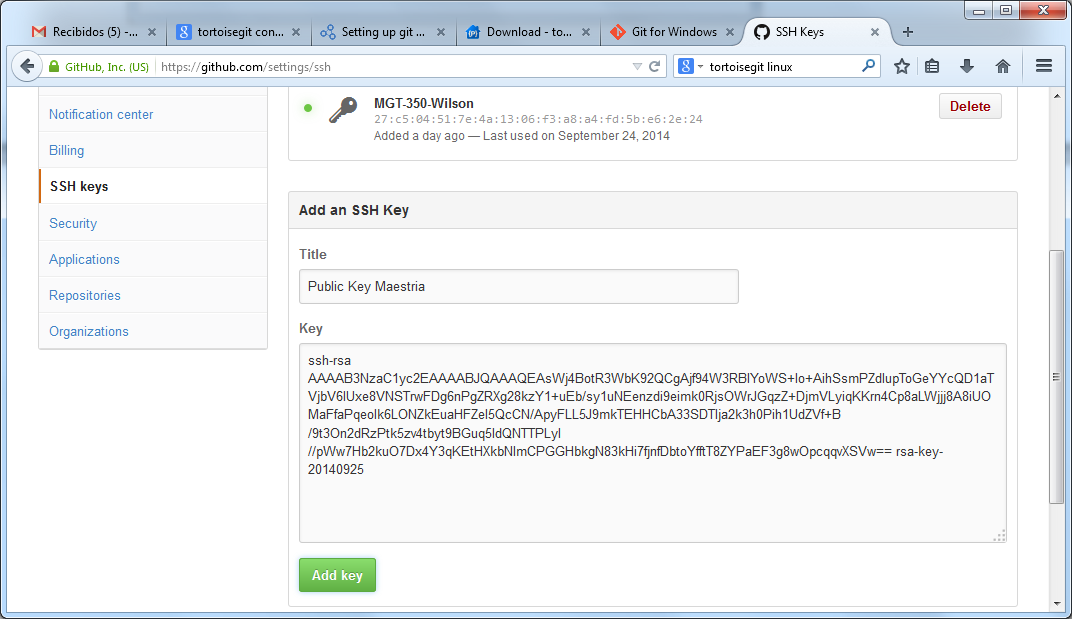 Recibidos (5) -...
tortoisegit con...
Setting up git ...
Download - to...
Git for Windows
SSH Keys
GitHub, Inc. (US)
https://github.com/settings/ssh
tortoisegit linux
Notification center
Billing
SSH keys
Security
Applications
Repositories
Organizations
MGT-350-Wilson
27:c5:04:51:7e:4a:13:06:f3:a8:a4:fd:5b:e6:2e:24
Added a day ago — Last used on September 24, 2014
Delete
Add an SSH Key
Title
Public Key Maestria
Key
ssh-rsa
AAAAB3NzaC1yc2EAAAABJQAAAQEAsWj4BotR3WbK92QCgAjf94W3RBlYoWS+Io+AihSsmPZdlupToGeYYcQD1aT
VjbV6lUxe8VNSTrwFDg6nPgZRXg28kzY1+uEb/sy1uNEenzdi9eimk0RjsOWrJGqzZ+DjmVLyiqKKrn4Cp8aLWjjj8A8iUO
MaFfaPqeolk6LONZkEuaHFZel5QcCN/ApyFLL5J9mkTEHHCbA33SDTlja2k3h0Pih1UdZVf+B
/9t3On2dRzPtk5zv4tbyt9BGuq5ldQNTTPLyl
//pWw7Hb2kuO7Dx4Y3qKEtHXkbNlmCPGGHbkgN83kHi7fjnfDbtoYfftT8ZYPaEF3g8wOpcqqvXSVw== rsa-key-
20140925
Add key